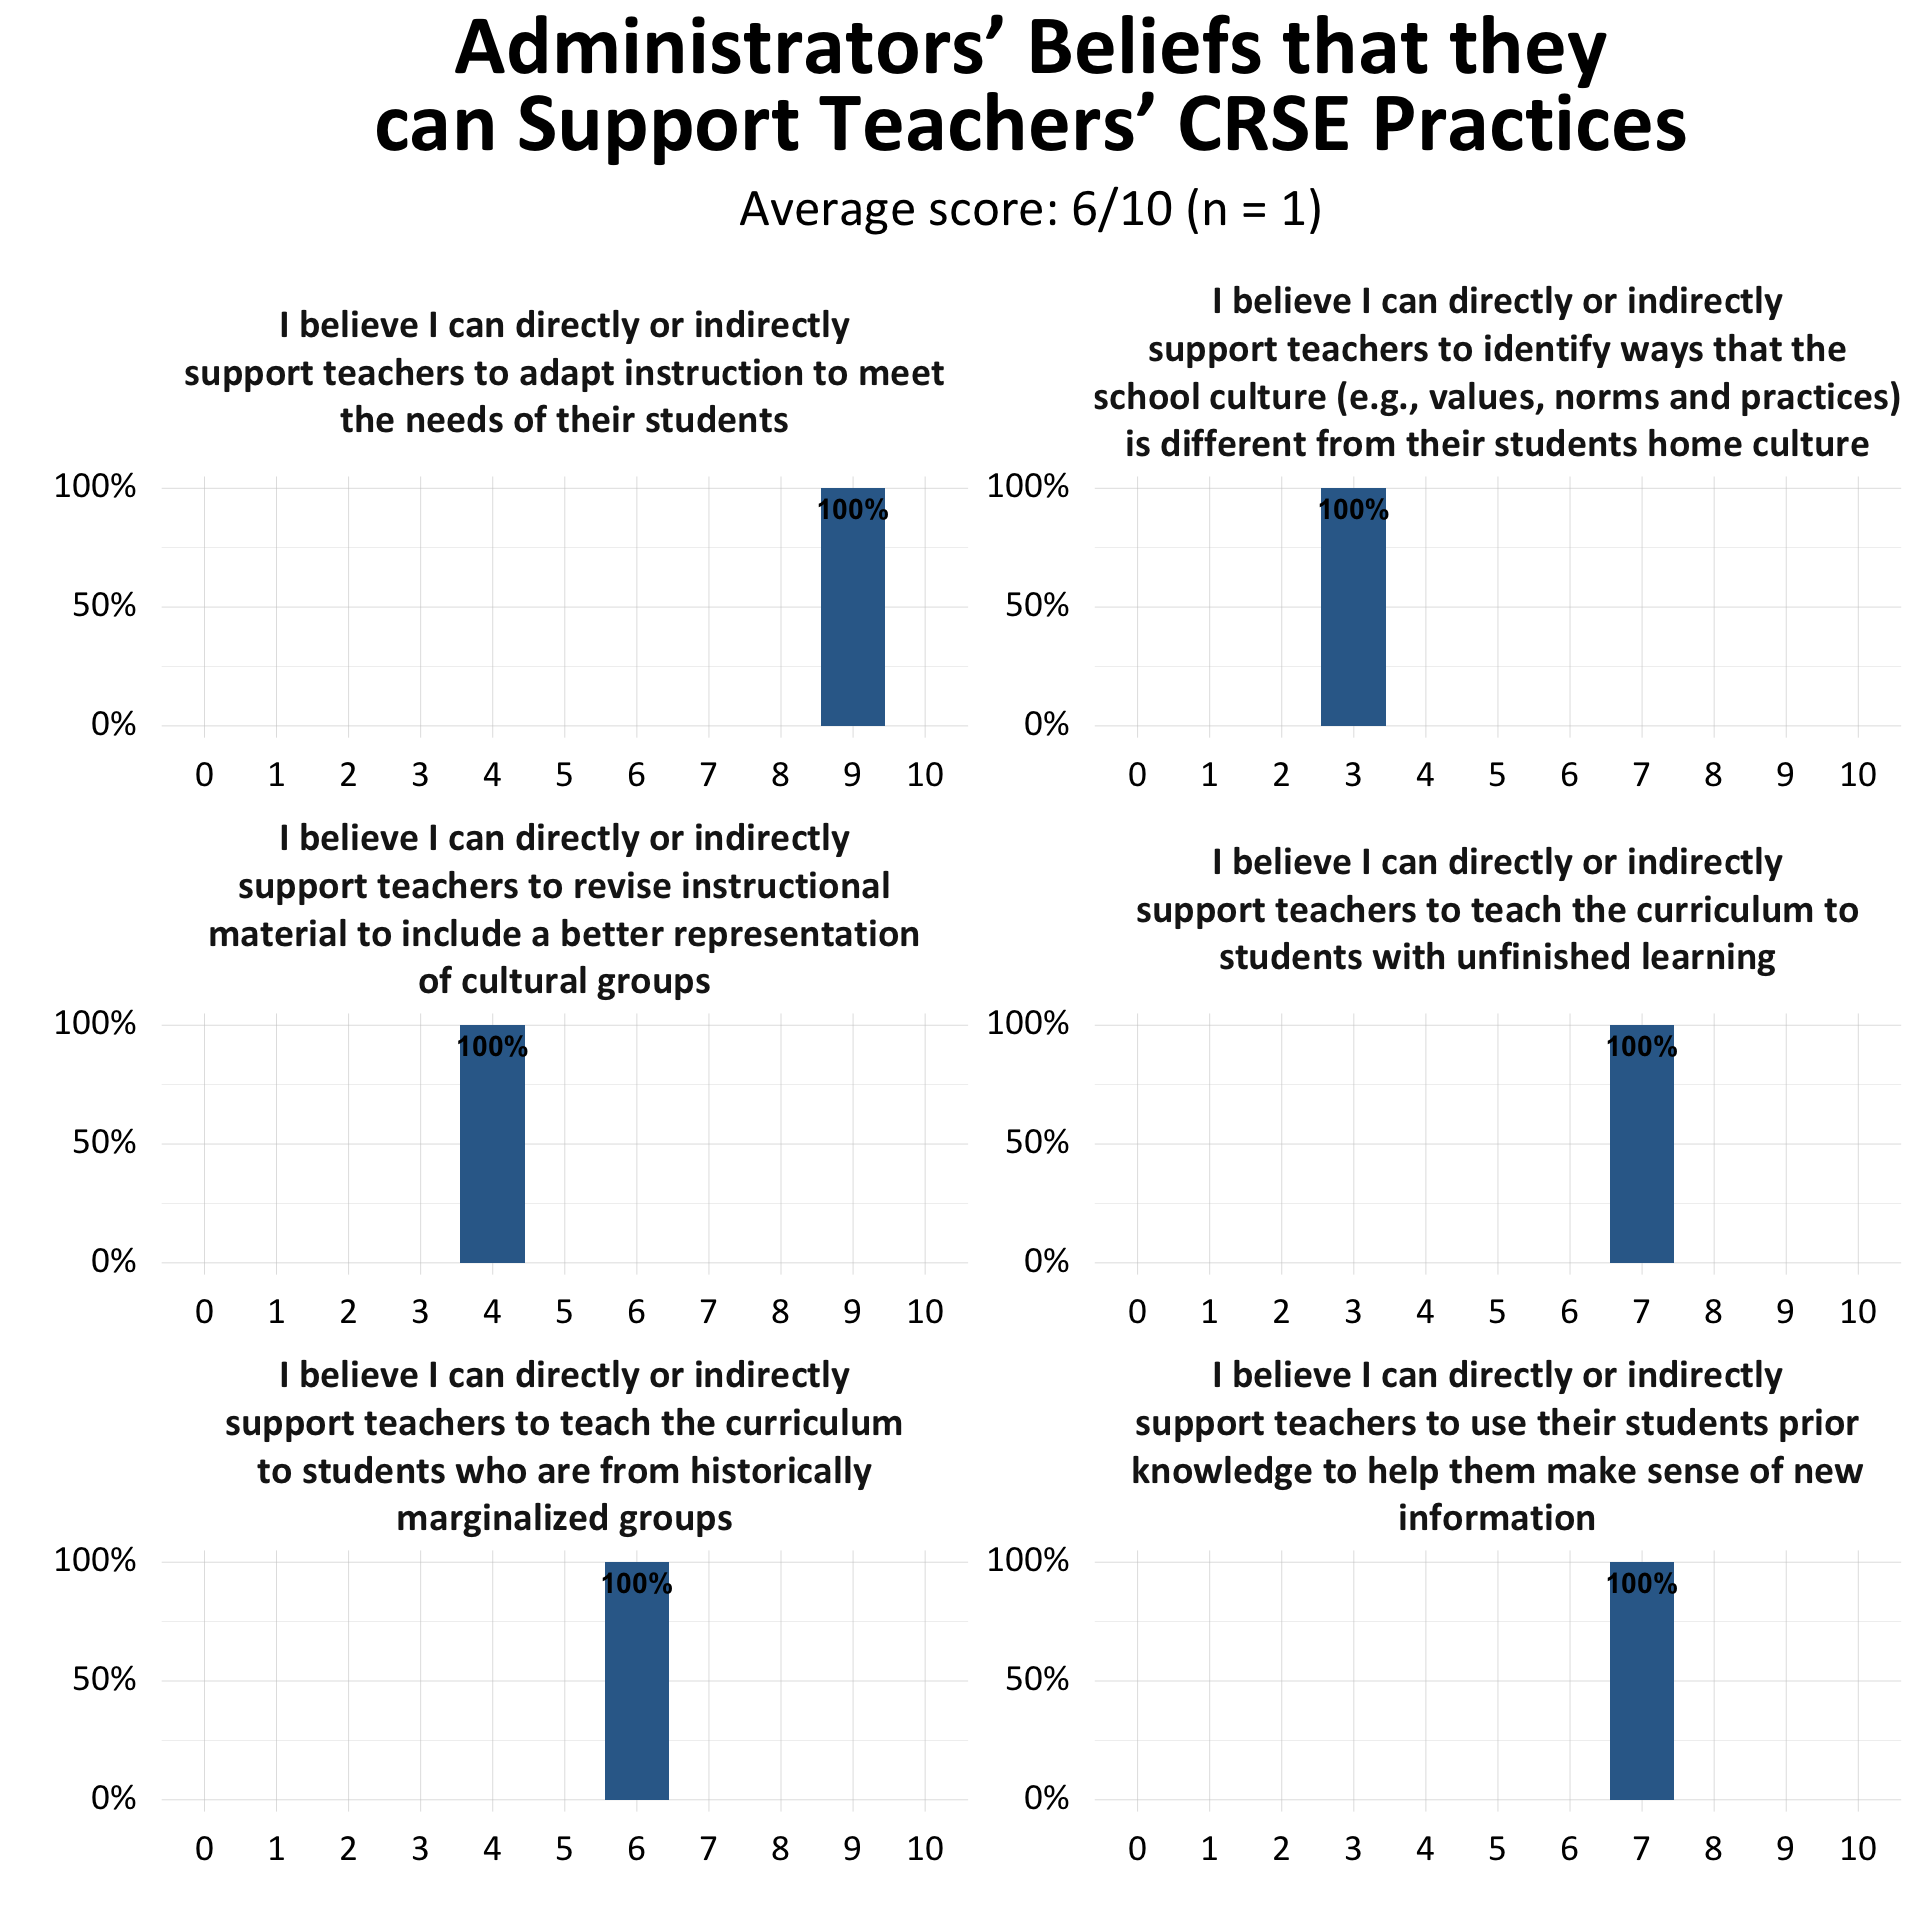 Administrators’ Beliefs that they
can Support Teachers’ CRSE Practices
Average score: 6/10 (n = 1)
I believe I can directly or indirectly
support teachers to adapt instruction to meet
the needs of their students
100%
100%
50%
0%
0 1 2 3 4 5 6 7 8 9 10
I believe I can directly or indirectly
support teachers to identify ways that the
school culture (e.g., values, norms and practices)
is different from their students home culture
100%
100%
50%
0%
0 1 2 3 4 5 6 7 8 9 10
I believe I can directly or indirectly
support teachers to revise instructional
material to include a better representation
of cultural groups
100%
100%
50%
0%
0 1 2 3 4 5 6 7 8 9 10
I believe I can directly or indirectly
support teachers to teach the curriculum to
students with unfinished learning
100%
100%
50%
0%
0 1 2 3 4 5 6 7 8 9 10
I believe I can directly or indirectly
support teachers to teach the curriculum
to students who are from historically
marginalized groups
100%
100%
50%
0%
0 1 2 3 4 5 6 7 8 9 10
I believe I can directly or indirectly
support teachers to use their students prior
knowledge to help them make sense of new
information
100%
100%
50%
0%
0 1 2 3 4 5 6 7 8 9 10